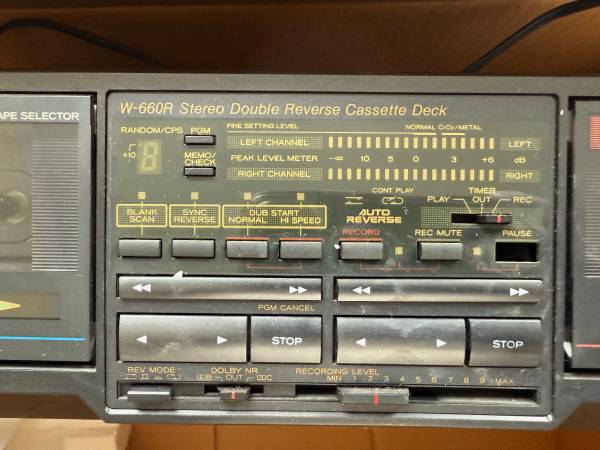 W-660R Stereo Double Reverse Cassette Deck
APE SELECTOR
RANDOM/CPS PGM
+10
8
MEMO/
CHECK
FINE SETTING LEVEL NORMAL CrO₂/METAL
LEFT CHANNEL LEFT
PEAK LEVEL METER -∞ 10 5 0 3 +6 dB
RIGHT CHANNEL RIGHT
CONT PLAY
AUTO
REVERSE
TIMER
PLAY OUT REC
BLANK
SCAN
SYNC
REVERSE
DUB START
NORMAL HI SPEED
RECORD
REC MUTE
PAUSE
PGM CANCEL
STOP
STOP
REV MODE
DOLBY NR
B OUT C
RECORDING LEVEL
MIN 1 2 3 4 5 6 7 8 9 MAX